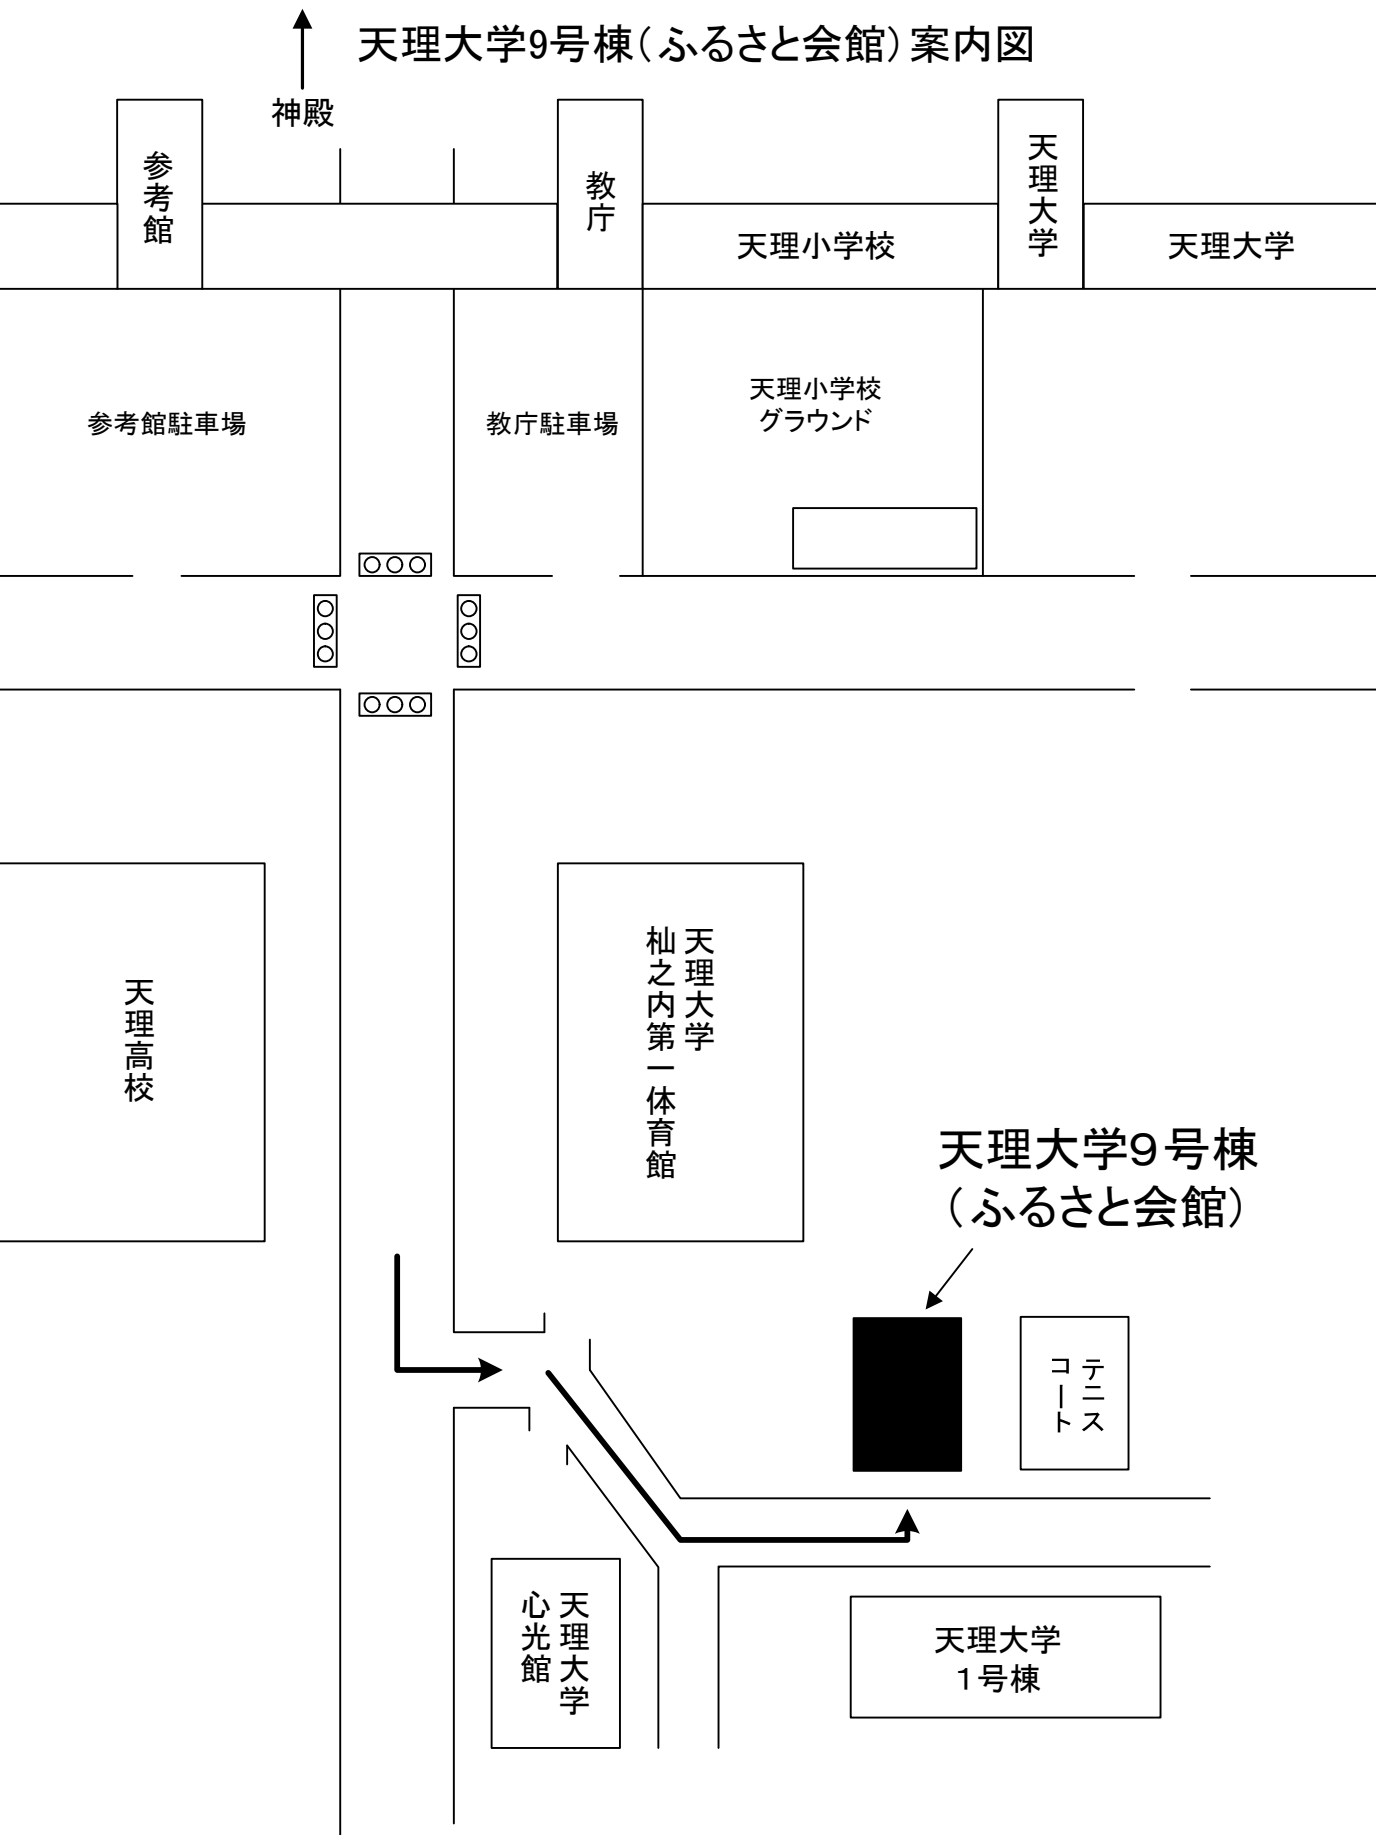 天理大学9号棟（ふるさと会館）案内図
神殿
参考館
教庁
天理小学校
天理大学
天理大学
参考館駐車場
教庁駐車場
天理小学校
グラウンド
天理高校
天理大学
杣之内第一体育館
天理大学９号棟
（ふるさと会館）
テニス
コート
天理大学
心光館
天理大学
１号棟